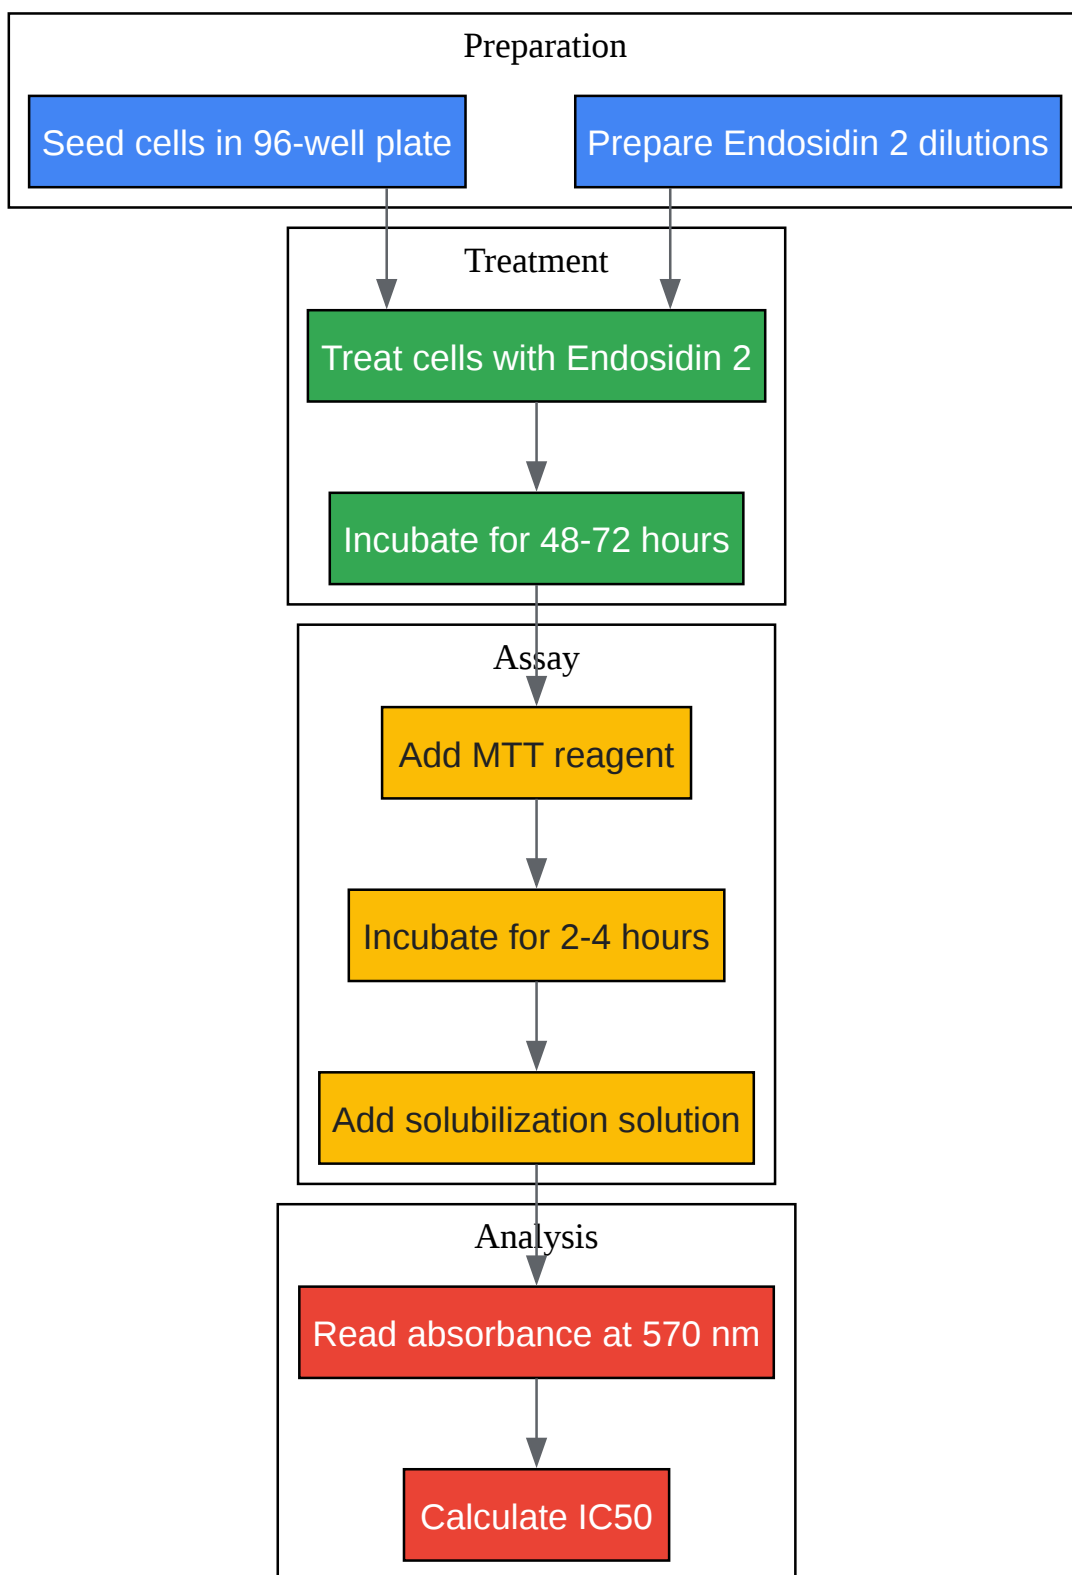 Preparation
Seed cells in 96-well plate
Prepare Endosidin 2 dilutions
Treatment
Treat cells with Endosidin 2
Incubate for 48-72 hours
Assay
Add MTT reagent
Incubate for 2-4 hours
Add solubilization solution
Analysis
Read absorbance at 570 nm
Calculate IC50